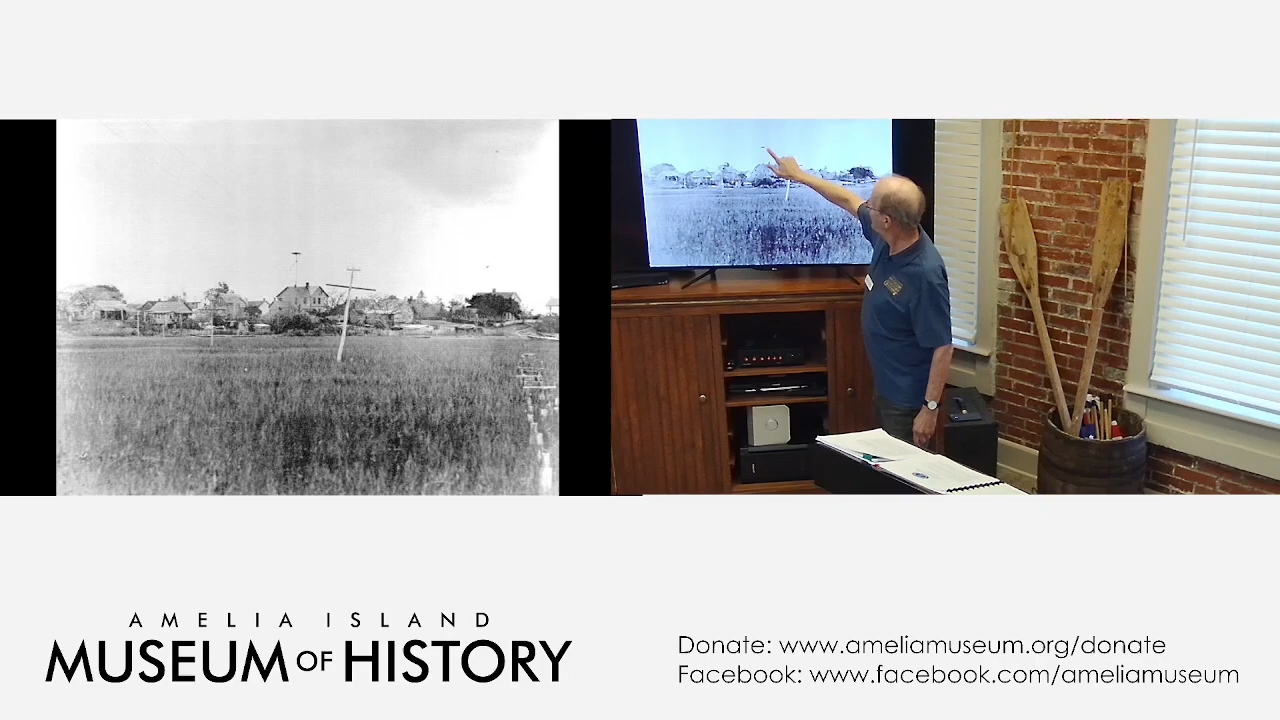 AMELIA ISLAND
MUSEUM OF HISTORY
Donate: www.ameliamuseum.org/donate
Facebook: www.facebook.com/ameliamuseum